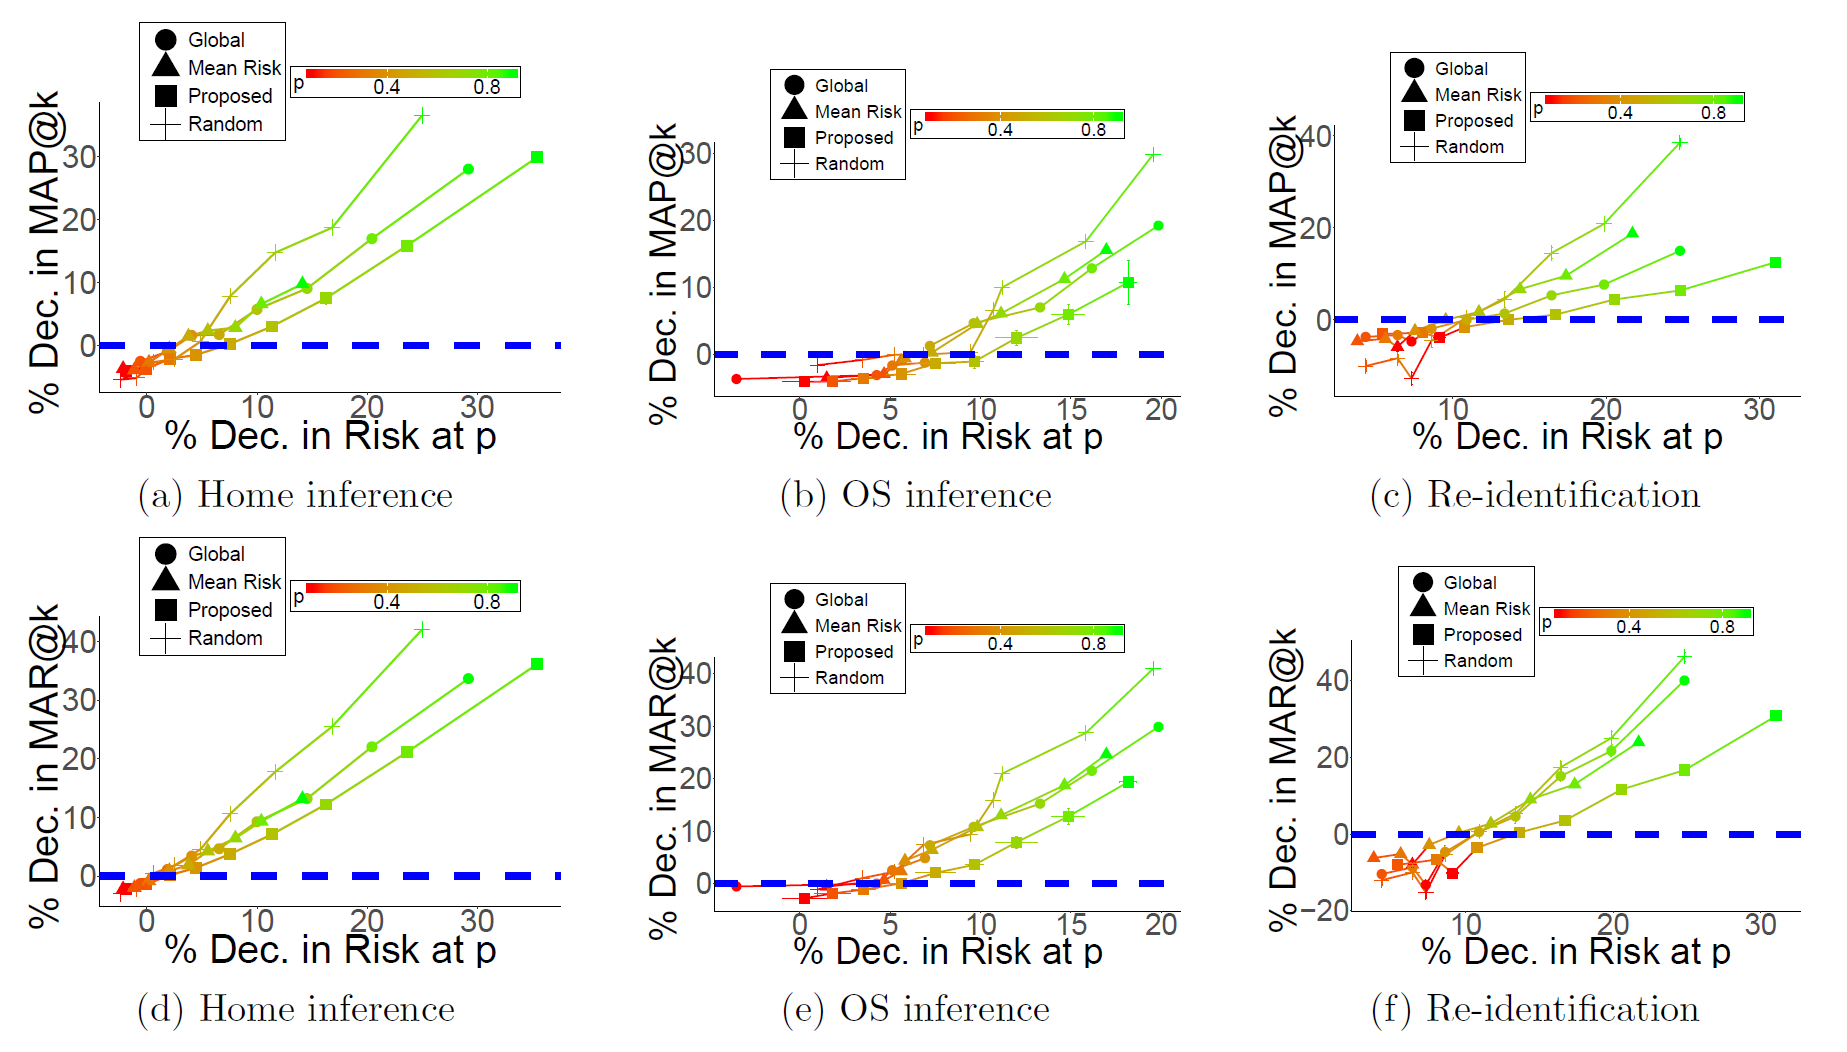 Global
Mean Risk
Proposed
Random
p
0.4
0.8
% Dec. in MAP@k
30
20
10
0
0
10
20
30
% Dec. in Risk at p
(a) Home inference
Global
Mean Risk
Proposed
Random
p
0.4
0.8
% Dec. in MAP@k
30
20
10
0
0
5
10
15
20
% Dec. in Risk at p
(b) OS inference
Global
Mean Risk
Proposed
Random
p
0.4
0.8
% Dec. in MAP@k
40
20
0
10
20
30
% Dec. in Risk at p
(c) Re-identification
Global
Mean Risk
Proposed
Random
p
0.4
0.8
% Dec. in MAR@k
40
30
20
10
0
0
10
20
30
% Dec. in Risk at p
(d) Home inference
Global
Mean Risk
Proposed
Random
p
0.4
0.8
% Dec. in MAR@k
40
30
20
10
0
0
5
10
15
20
% Dec. in Risk at p
(e) OS inference
Global
Mean Risk
Proposed
Random
p
0.4
0.8
% Dec. in MAR@k
40
20
0
−20
10
20
30
% Dec. in Risk at p
(f) Re-identification